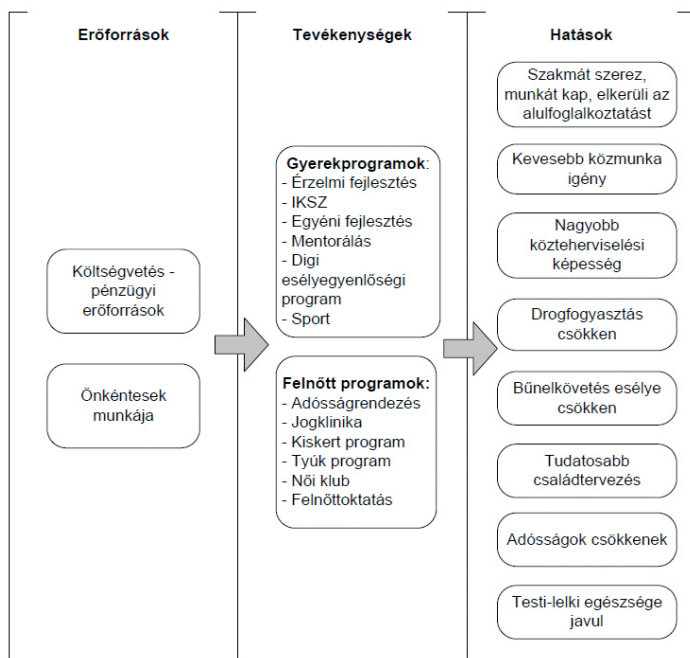 Erőforrások
Költségvetés -
pénzügyi
erőforrások
Önkéntesek
munkája
Tevékenységek
Gyerekprogramok:
- Érzelmi fejlesztés
- IKSZ
- Egyéni fejlesztés
- Mentorálás
- Digi
esélyegyenlőségi
program
- Sport
Felnőtt programok:
- Adósságrendezés
- Jogklinika
- Kiskert program
- Tyúk program
- Női klub
- Felnőttoktatás
Hatások
Szakmát szerez,
munkát kap, elkerüli az
alulfoglalkoztatást
Kevesebb közmunka
igény
Nagyobb
közteherviselési
képesség
Drogfogyasztás
csökken
Bűnelkövetés esélye
csökken
Tudatosabb
családtervezés
Adósságok csökkenek
Testi-lelki egészsége
javul